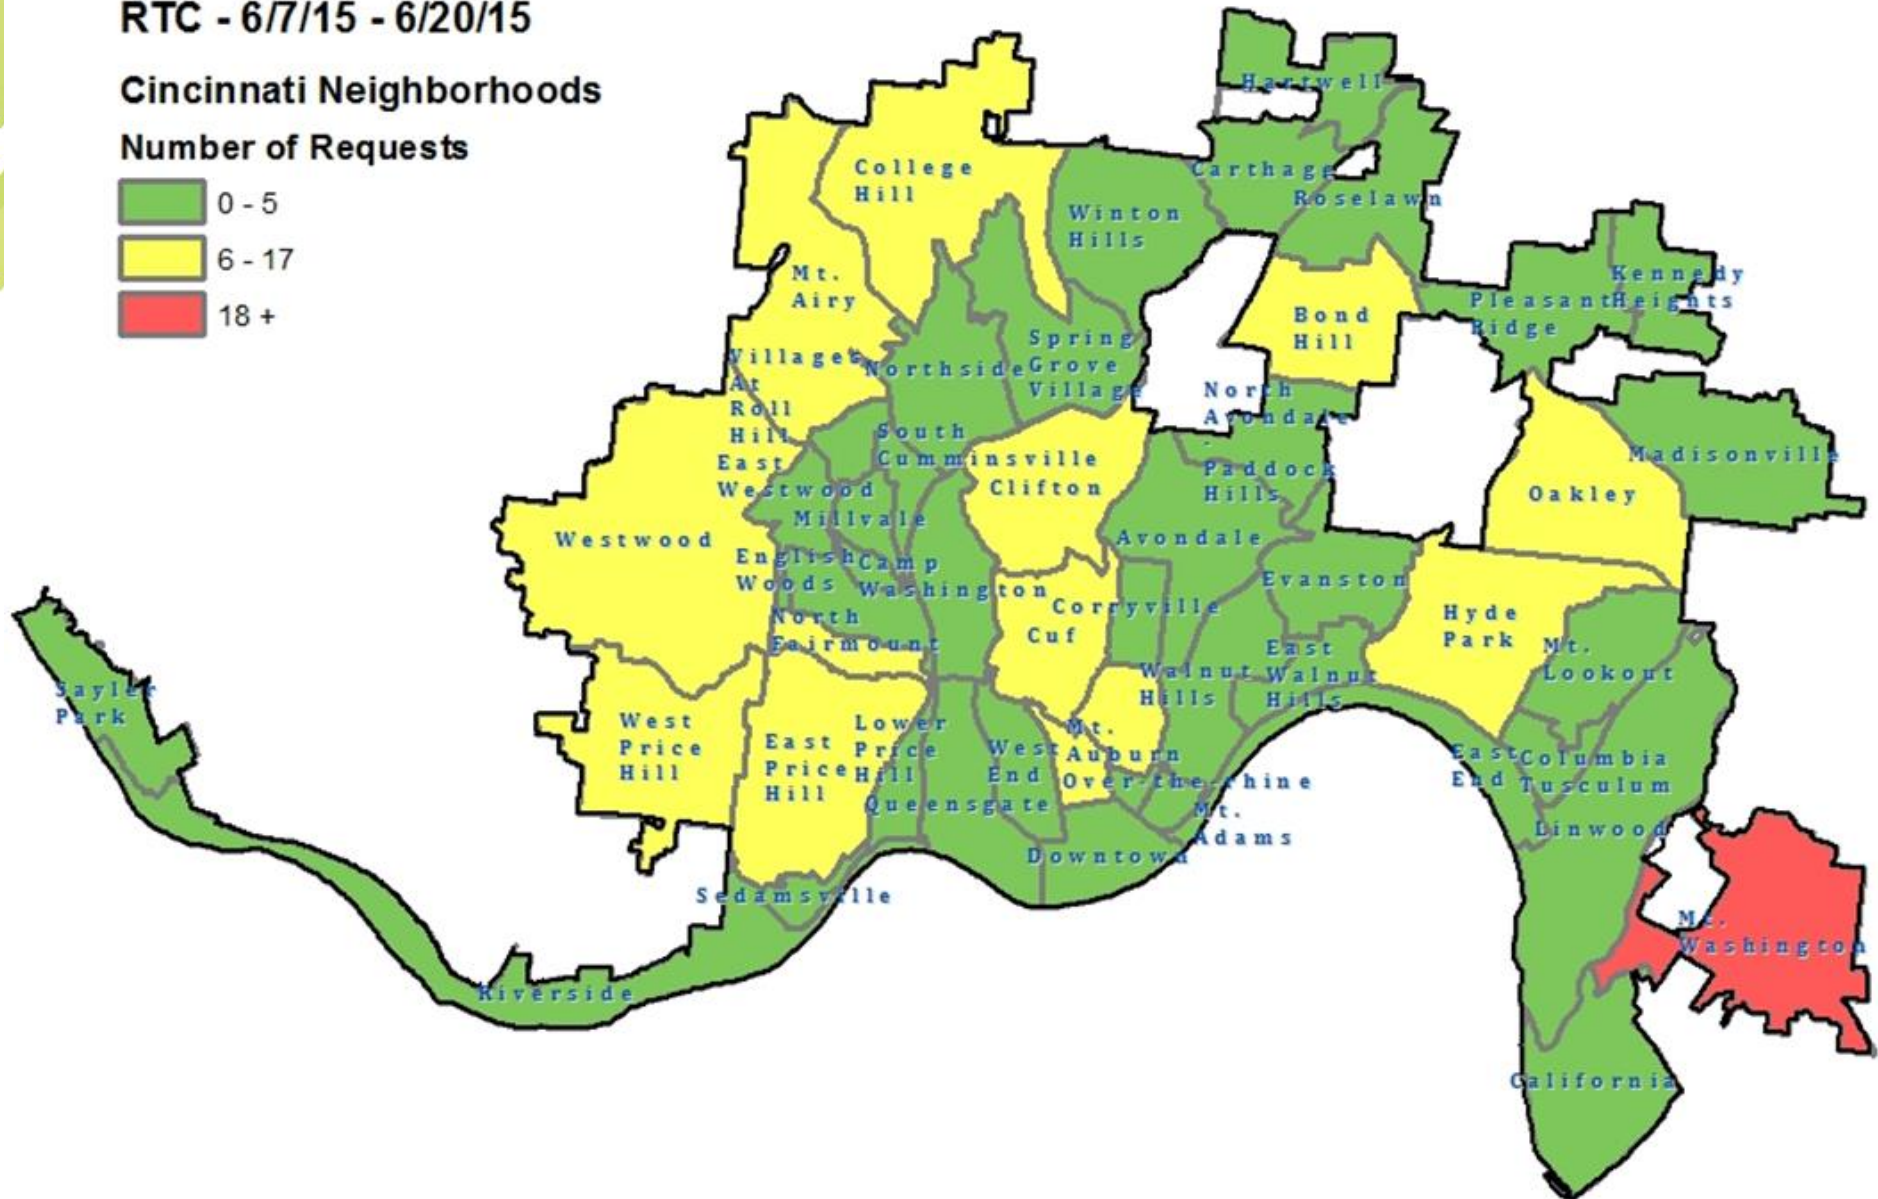 RTC - 6/7/15 - 6/20/15
Cincinnati Neighborhoods
Number of Requests
0 - 5
6 - 17
18 +
Hartwell
College
Hill
Carthage
Roselawn
Winton
Hills
Mt.
Airy
Kennedy
Heights
Pleasant
Ridge
Bond
Hill
Spring
Grove
Village
Villages
At
Roll
Hill
Northside
North
Avondale
-
Paddock
Hills
South
Cumminsville
Clifton
East
Westwood
Madisonville
Oakley
Millvale
Westwood
Avondale
English
Woods
Camp
Washington
Evanston
Corryville
Cuf
Hyde
Park
North
Fairmount
Mt.
Lookout
East
Walnut
Hills
Walnut
Hills
Sayler
Park
West
Price
Hill
East
Price
Hill
Lower
Price
Hill
West
End
Mt.
Auburn
Over-the-rhine
Queensgate
East
End
Columbia
Tusculum
Mt.
Adams
Linwood
Downtown
Sedamsville
Mt.
Washington
Riverside
California